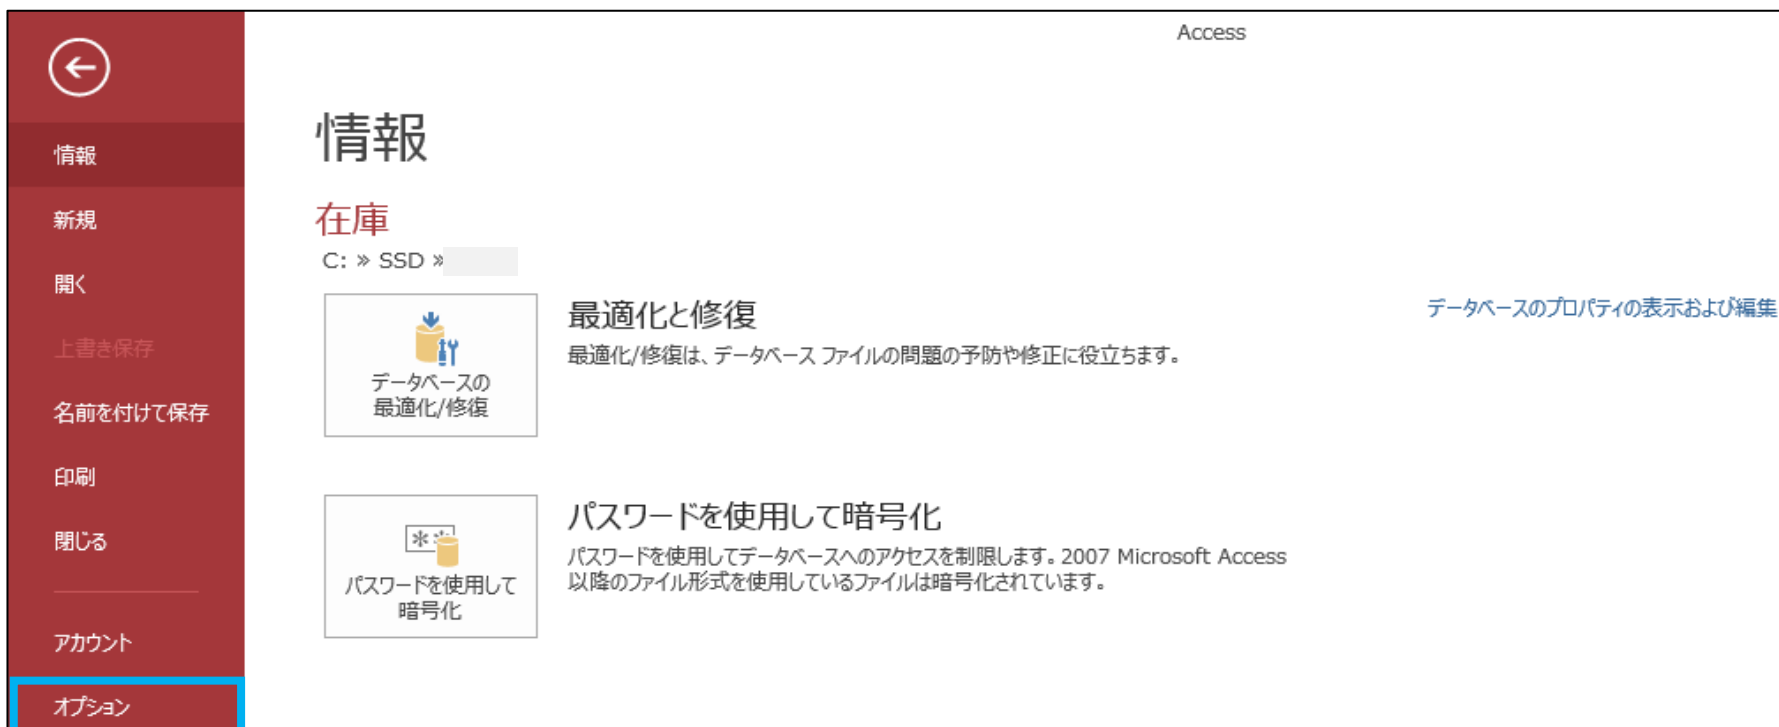 Access
情報
新規
開く
上書き保存
名前を付けて保存
印刷
閉じる
アカウント
オプション
情報
在庫
C: » SSD »
データベースの
最適化/修復
最適化と修復
最適化/修復は、データベース ファイルの問題の予防や修正に役立ちます。
データベースのプロパティの表示および編集
パスワードを使用して
暗号化
パスワードを使用して暗号化
パスワードを使用してデータベースへのアクセスを制限します。2007 Microsoft Access
以降のファイル形式を使用しているファイルは暗号化されています。